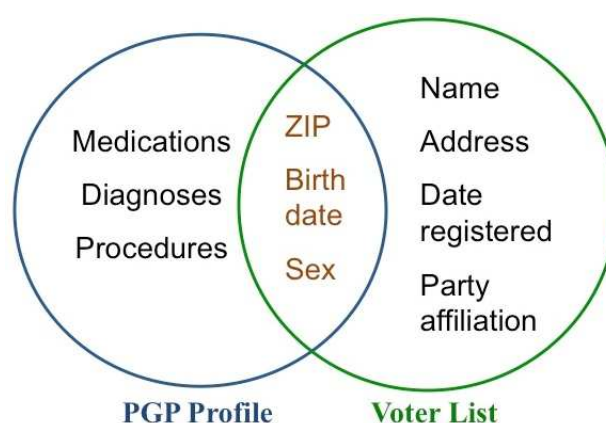 Medications
Diagnoses
Procedures
ZIP
Birth
date
Sex
Name
Address
Date
registered
Party
affiliation
PGP Profile
Voter List